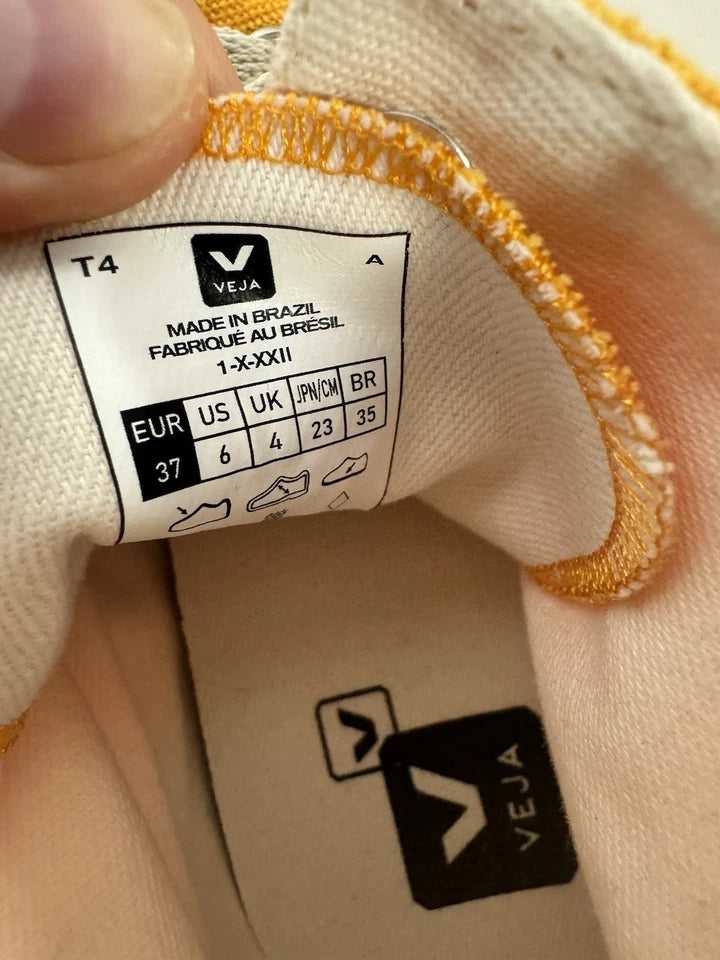 T4
VEJA
A
MADE IN BRAZIL
FABRIQUÉ AU BRÉSIL
1-X-XXII
EUR US UK JPN/CM BR
37 6 4 23 35
V
VEJA